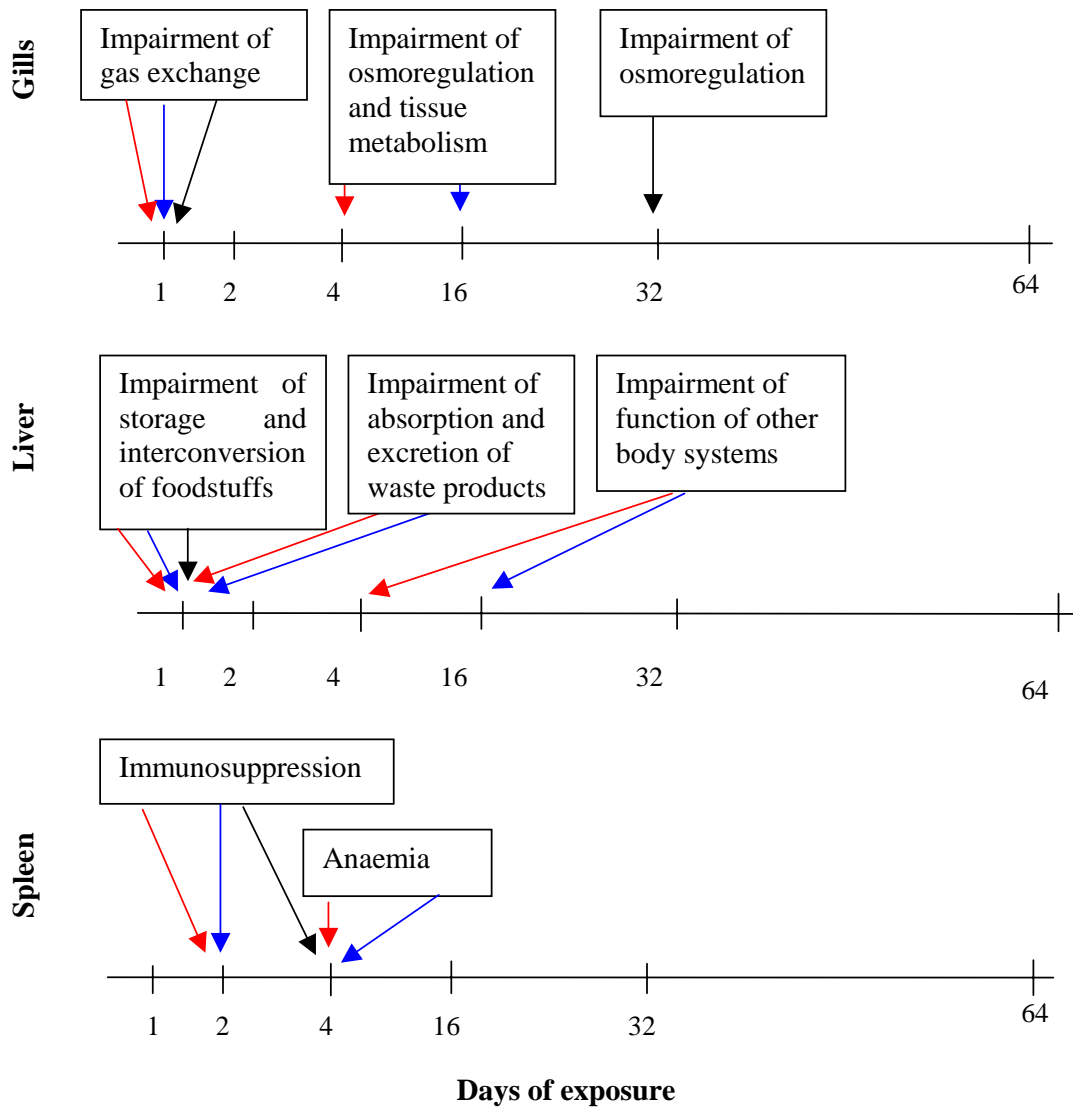 Gills
Impairment of
gas exchange
Impairment of
osmoregulation
and tissue
metabolism
Impairment of
osmoregulation
1 2 4 16 32 64
Liver
Impairment of
storage and
interconversion
of foodstuffs
Impairment of
absorption and
excretion of
waste products
Impairment of
function of other
body systems
1 2 4 16 32 64
Spleen
Immunosuppression
Anaemia
1 2 4 16 32 64
Days of exposure